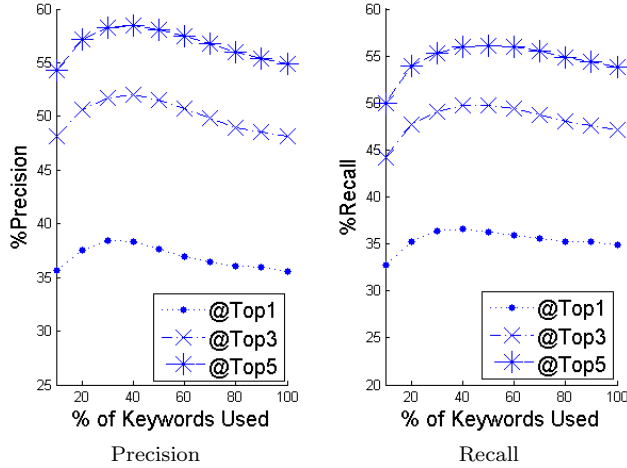 60
55
50
45
40
35
30
25
%Precision
20 40 60 80 100
% of Keywords Used
@Top1
@Top3
@Top5
Precision
60
55
50
45
40
35
30
25
20
%Recall
20 40 60 80 100
% of Keywords Used
@Top1
@Top3
@Top5
Recall